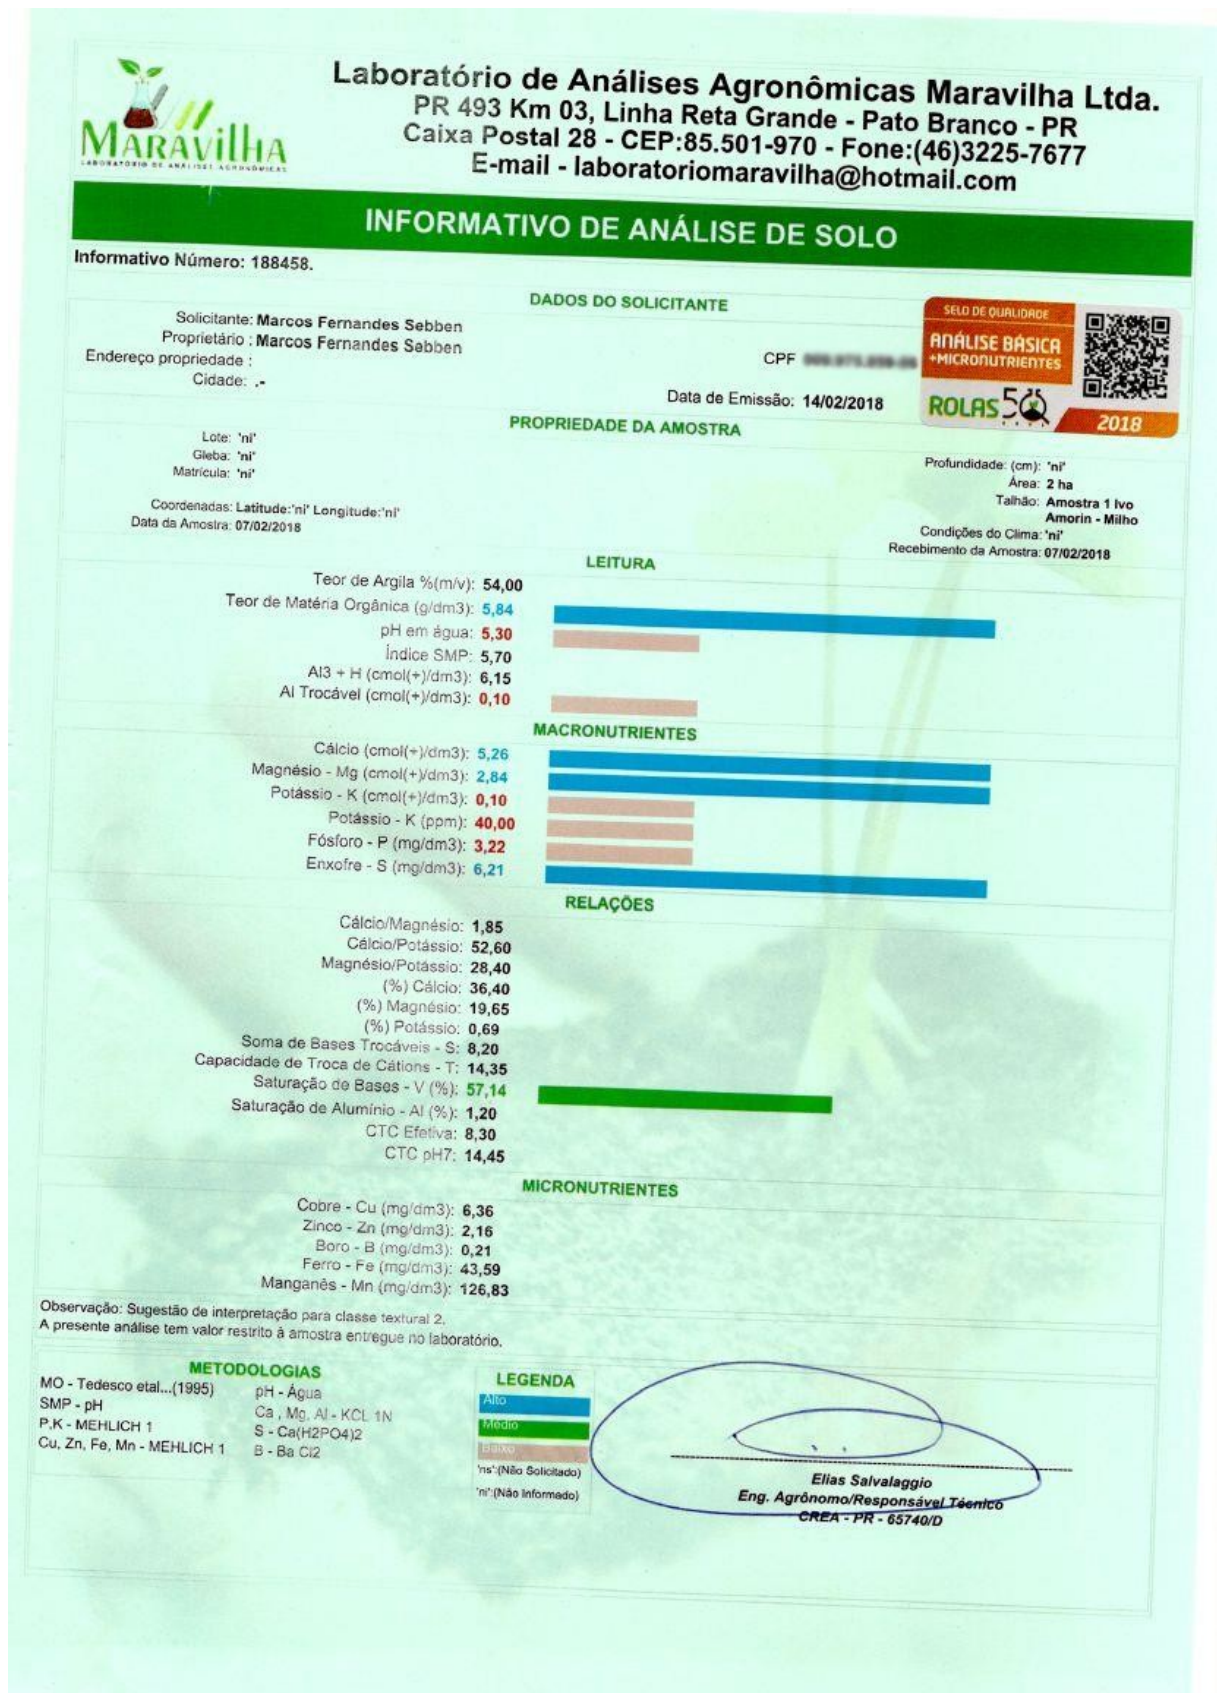 MARAVilHA
LABORATÓRIO DE ANÁLISES AGRONÔMICAS
Laboratório de Análises Agronômicas Maravilha Ltda.
PR 493 Km 03, Linha Reta Grande - Pato Branco - PR
Caixa Postal 28 - CEP:85.501-970 - Fone:(46)3225-7677
E-mail - laboratoriomaravilha@hotmail.com
INFORMATIVO DE ANÁLISE DE SOLO
Informativo Número: 188458.
DADOS DO SOLICITANTE
Solicitante: Marcos Fernandes Sebben
Proprietário : Marcos Fernandes Sebben
Endereço propriedade :
Cidade: .-
CPF
Data de Emissão: 14/02/2018
SELO DE QUALIDADE
ANÁLISE BÁSICA
+MICRONUTRIENTES
ROLAS 50
2018
PROPRIEDADE DA AMOSTRA
Lote: 'ni'
Gleba: 'ni'
Matrícula: 'ni'
Coordenadas: Latitude:'ni' Longitude:'ni'
Data da Amostra: 07/02/2018
Profundidade: (cm): 'ni'
Área: 2 ha
Talhão: Amostra 1 Ivo
Amorin - Milho
Condições do Clima: 'ni'
Recebimento da Amostra: 07/02/2018
LEITURA
Teor de Argila %(m/v): 54,00
Teor de Matéria Orgânica (g/dm3): 5,84
pH em água: 5,30
Índice SMP: 5,70
Al3 + H (cmol(+)/dm3): 6,15
Al Trocável (cmol(+)/dm3): 0,10
MACRONUTRIENTES
Cálcio (cmol(+)/dm3): 5,26
Magnésio - Mg (cmol(+)/dm3): 2,84
Potássio - K (cmol(+)/dm3): 0,10
Potássio - K (ppm): 40,00
Fósforo - P (mg/dm3): 3,22
Enxofre - S (mg/dm3): 6,21
RELAÇÕES
Cálcio/Magnésio: 1,85
Cálcio/Potássio: 52,60
Magnésio/Potássio: 28,40
(%) Cálcio: 36,40
(%) Magnésio: 19,65
(%) Potássio: 0,69
Soma de Bases Trocáveis - S: 8,20
Capacidade de Troca de Cátions - T: 14,35
Saturação de Bases - V (%): 57,14
Saturação de Alumínio - Al (%): 1,20
CTC Efetiva: 8,30
CTC pH7: 14,45
MICRONUTRIENTES
Cobre - Cu (mg/dm3): 6,36
Zinco - Zn (mg/dm3): 2,16
Boro - B (mg/dm3): 0,21
Ferro - Fe (mg/dm3): 43,59
Manganês - Mn (mg/dm3): 126,83
Observação: Sugestão de interpretação para classe textural 2.
A presente análise tem valor restrito à amostra entregue no laboratório.
METODOLOGIAS
MO - Tedesco etal...(1995)
SMP - pH
P.K - MEHLICH 1
Cu, Zn, Fe, Mn - MEHLICH 1
pH - Água
Ca , Mg, Al - KCL 1N
S - Ca(H2PO4)2
B - Ba Cl2
LEGENDA
Alto
Médio
Baixo
'ns':(Não Solicitado)
'ni':(Não Informado)
Elias Salvalaggio
Eng. Agrônomo/Responsável Técnico
CREA - PR - 65740/D